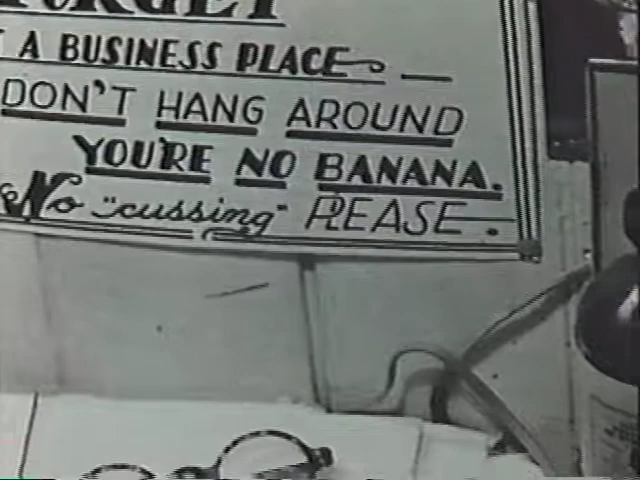 A BUSINESS PLACE
DON'T HANG AROUND
YOU'RE NO BANANA.
No "cussing" PLEASE.